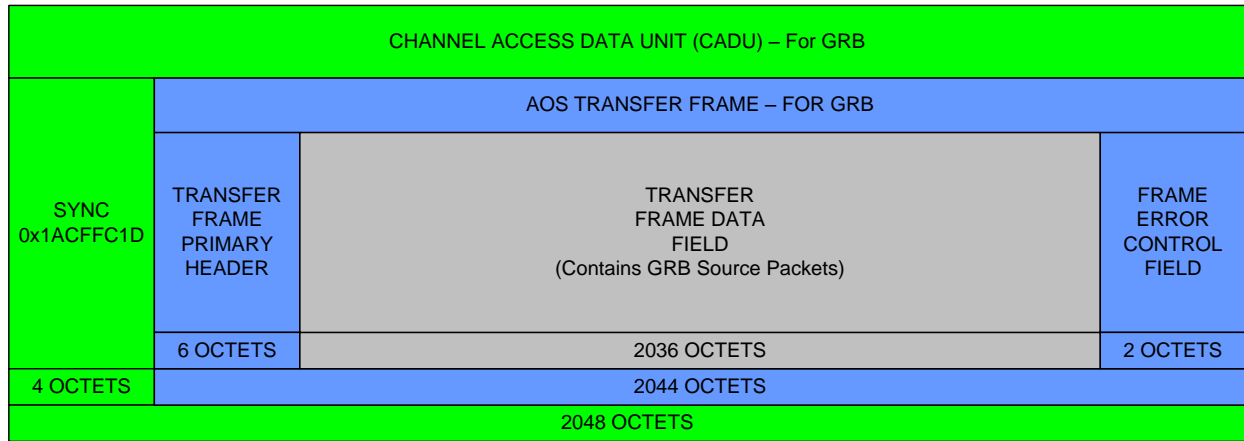 CHANNEL ACCESS DATA UNIT (CADU) – For GRB
AOS TRANSFER FRAME – FOR GRB
SYNC
0x1ACFFC1D
TRANSFER
FRAME
PRIMARY
HEADER
TRANSFER
FRAME DATA
FIELD
(Contains GRB Source Packets)
FRAME
ERROR
CONTROL
FIELD
6 OCTETS
2036 OCTETS
2 OCTETS
4 OCTETS
2044 OCTETS
2048 OCTETS